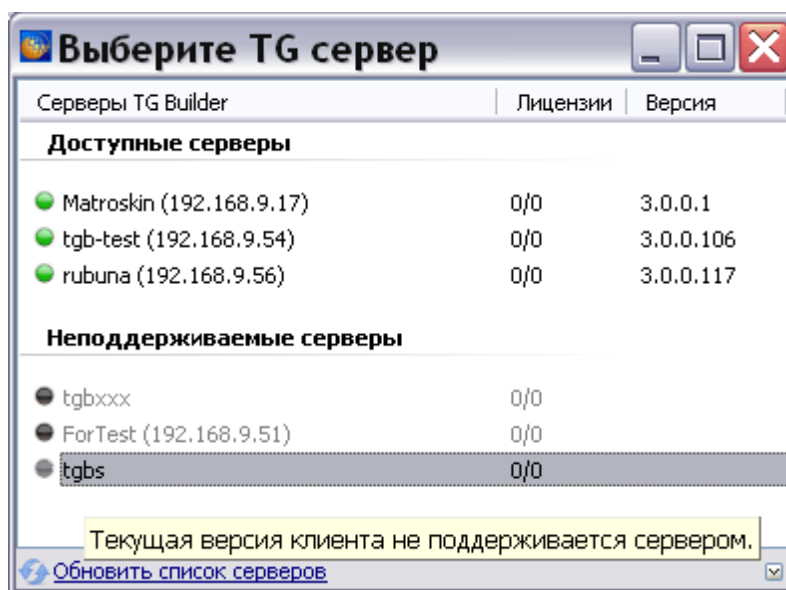 Выберите TG сервер
Серверы TG Builder Лицензии Версия
Доступные серверы
Matroskin (192.168.9.17) 0/0 3.0.0.1
tgb-test (192.168.9.54) 0/0 3.0.0.106
rubuna (192.168.9.56) 0/0 3.0.0.117
Неподдерживаемые серверы
tgbxxx 0/0
ForTest (192.168.9.51) 0/0
tgbs 0/0
Текущая версия клиента не поддерживается сервером.
Обновить список серверов